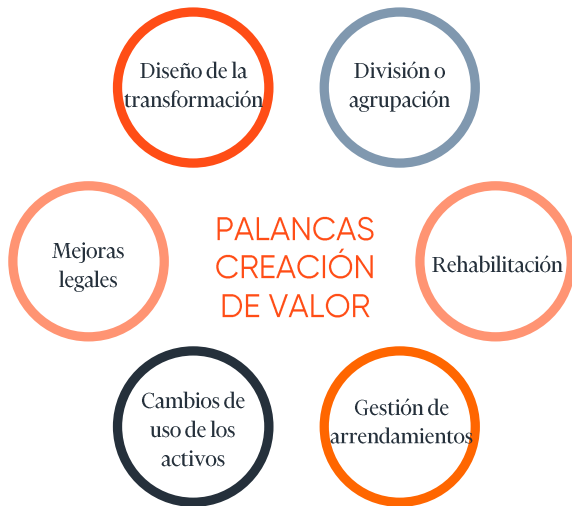 Diseño de la
transformación
División o
agrupación
Mejoras
legales
PALANCAS
CREACIÓN
DE VALOR
Rehabilitación
Cambios de
uso de los
activos
Gestión de
arrendamientos